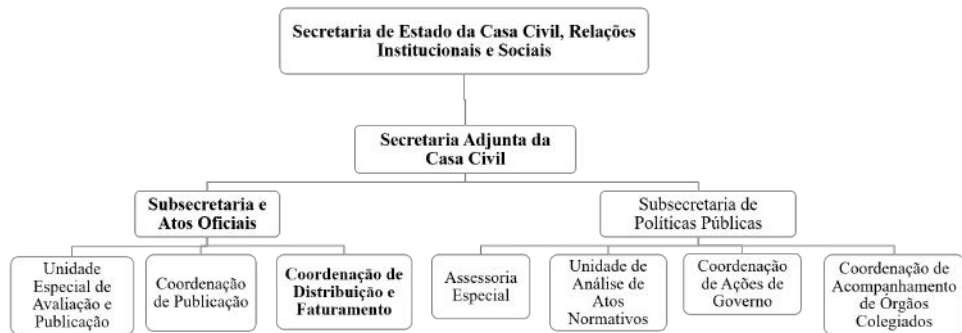 Secretaria de Estado da Casa Civil, Relações
Institucionais e Sociais
Secretaria Adjunta da
Casa Civil
Subsecretaria e
Atos Oficiais
Subsecretaria de
Políticas Públicas
Unidade
Especial de
Avaliação e
Publicação
Coordenação
de Publicação
Coordenação de
Distribuição e
Faturamento
Assessoria
Especial
Unidade de
Análise de
Atos
Normativos
Coordenação
de Ações de
Governo
Coordenação de
Acompanhamento
de Órgãos
Colegiados